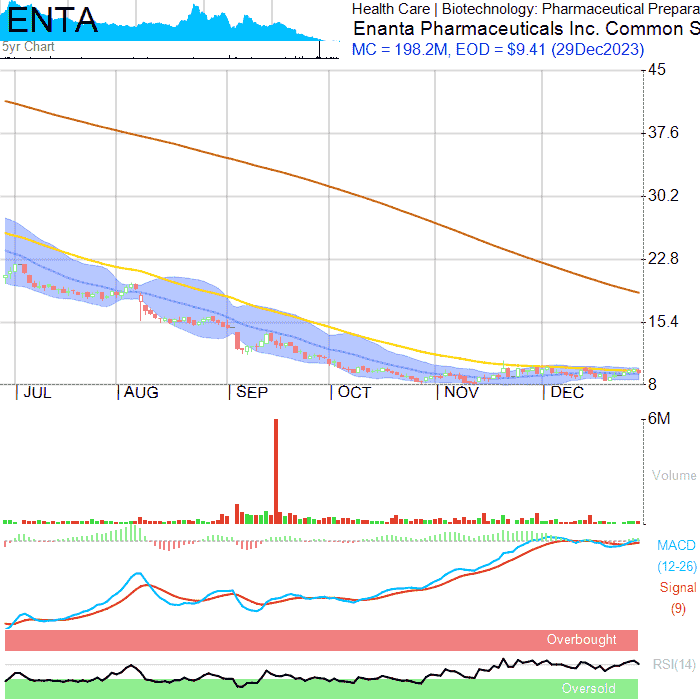 ENTA
5yr Chart
Health Care | Biotechnology: Pharmaceutical Prepara
Enanta Pharmaceuticals Inc. Common S
MC = 198.2M, EOD = $9.41 (29Dec2023)
45
37.6
30.2
22.8
15.4
8
JUL AUG SEP OCT NOV DEC
6M
Volume
MACD
(12-26)
Signal
(9)
Overbought
RSI(14)
Oversold